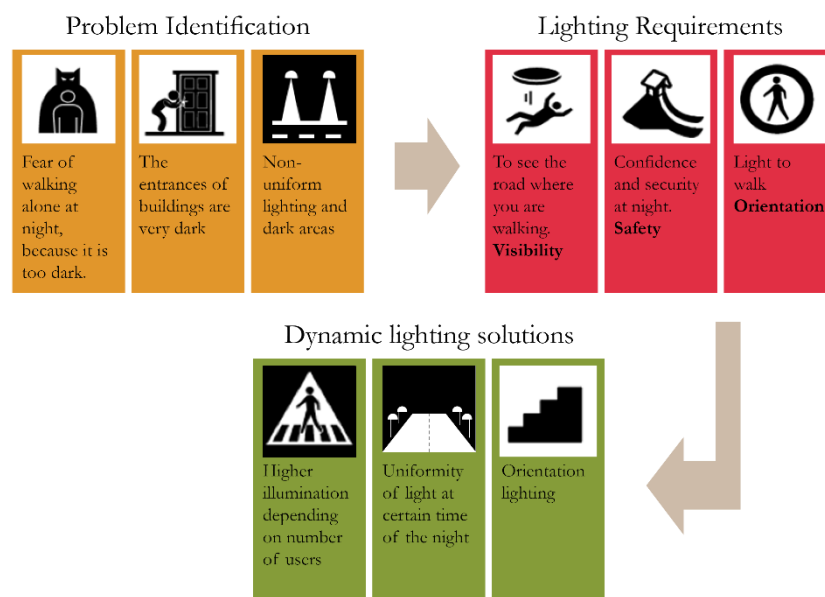 Problem Identification
Fear of
walking
alone at
night,
because it is
too dark.
The
entrances of
buildings are
very dark
Non-
uniform
lighting and
dark areas
Lighting Requirements
To see the
road where
you are
walking.
Visibility
Confidence
and security
at night.
Safety
Light to
walk
Orientation
Dynamic lighting solutions
Higher
illumination
depending
on number
of users
Uniformity
of light at
certain time
of the night
Orientation
lighting